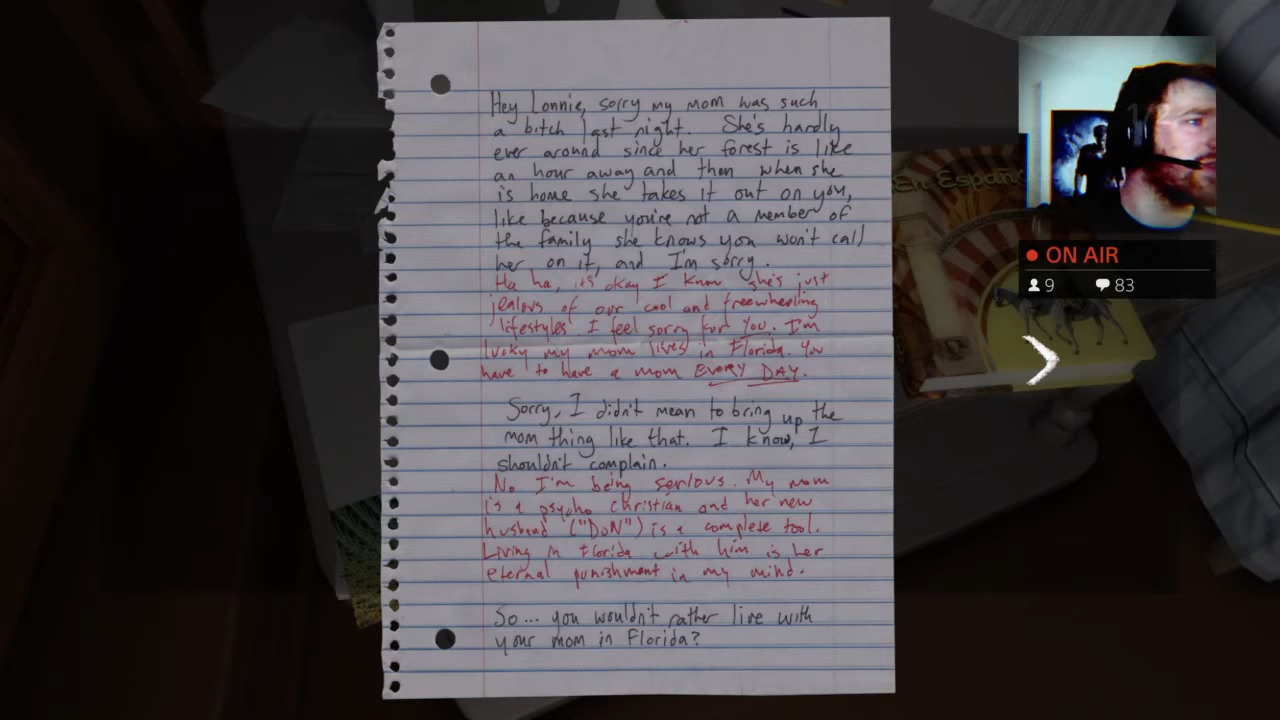 Hey Lonnie, sorry my mom was such
a bitch last night. She's hardly
ever around since her forest is like
an hour away and then when she
is home she takes it out on you,
like because you're not a member of
the family she knows you won't call
her on it, and I'm sorry.
Ha ha, it's okay I know she's just
jealous of our cool and freewheeling
lifestyles I feel sorry for YOU. I'm
lucky my mom lives in Florida. You
have to have a mom EVERY DAY.
Sorry, I didn't mean to bring up the
mom thing like that. I know, I
shouldn't complain.
No I'm being serious. My mom
is a psycho christian and her new
husband ("DoN") is a complete tool.
Living in Florida with him is her
eternal punishment in my mind.
So... you wouldn't rather live with
your mom in Florida?
En Español
ON AIR
9 83